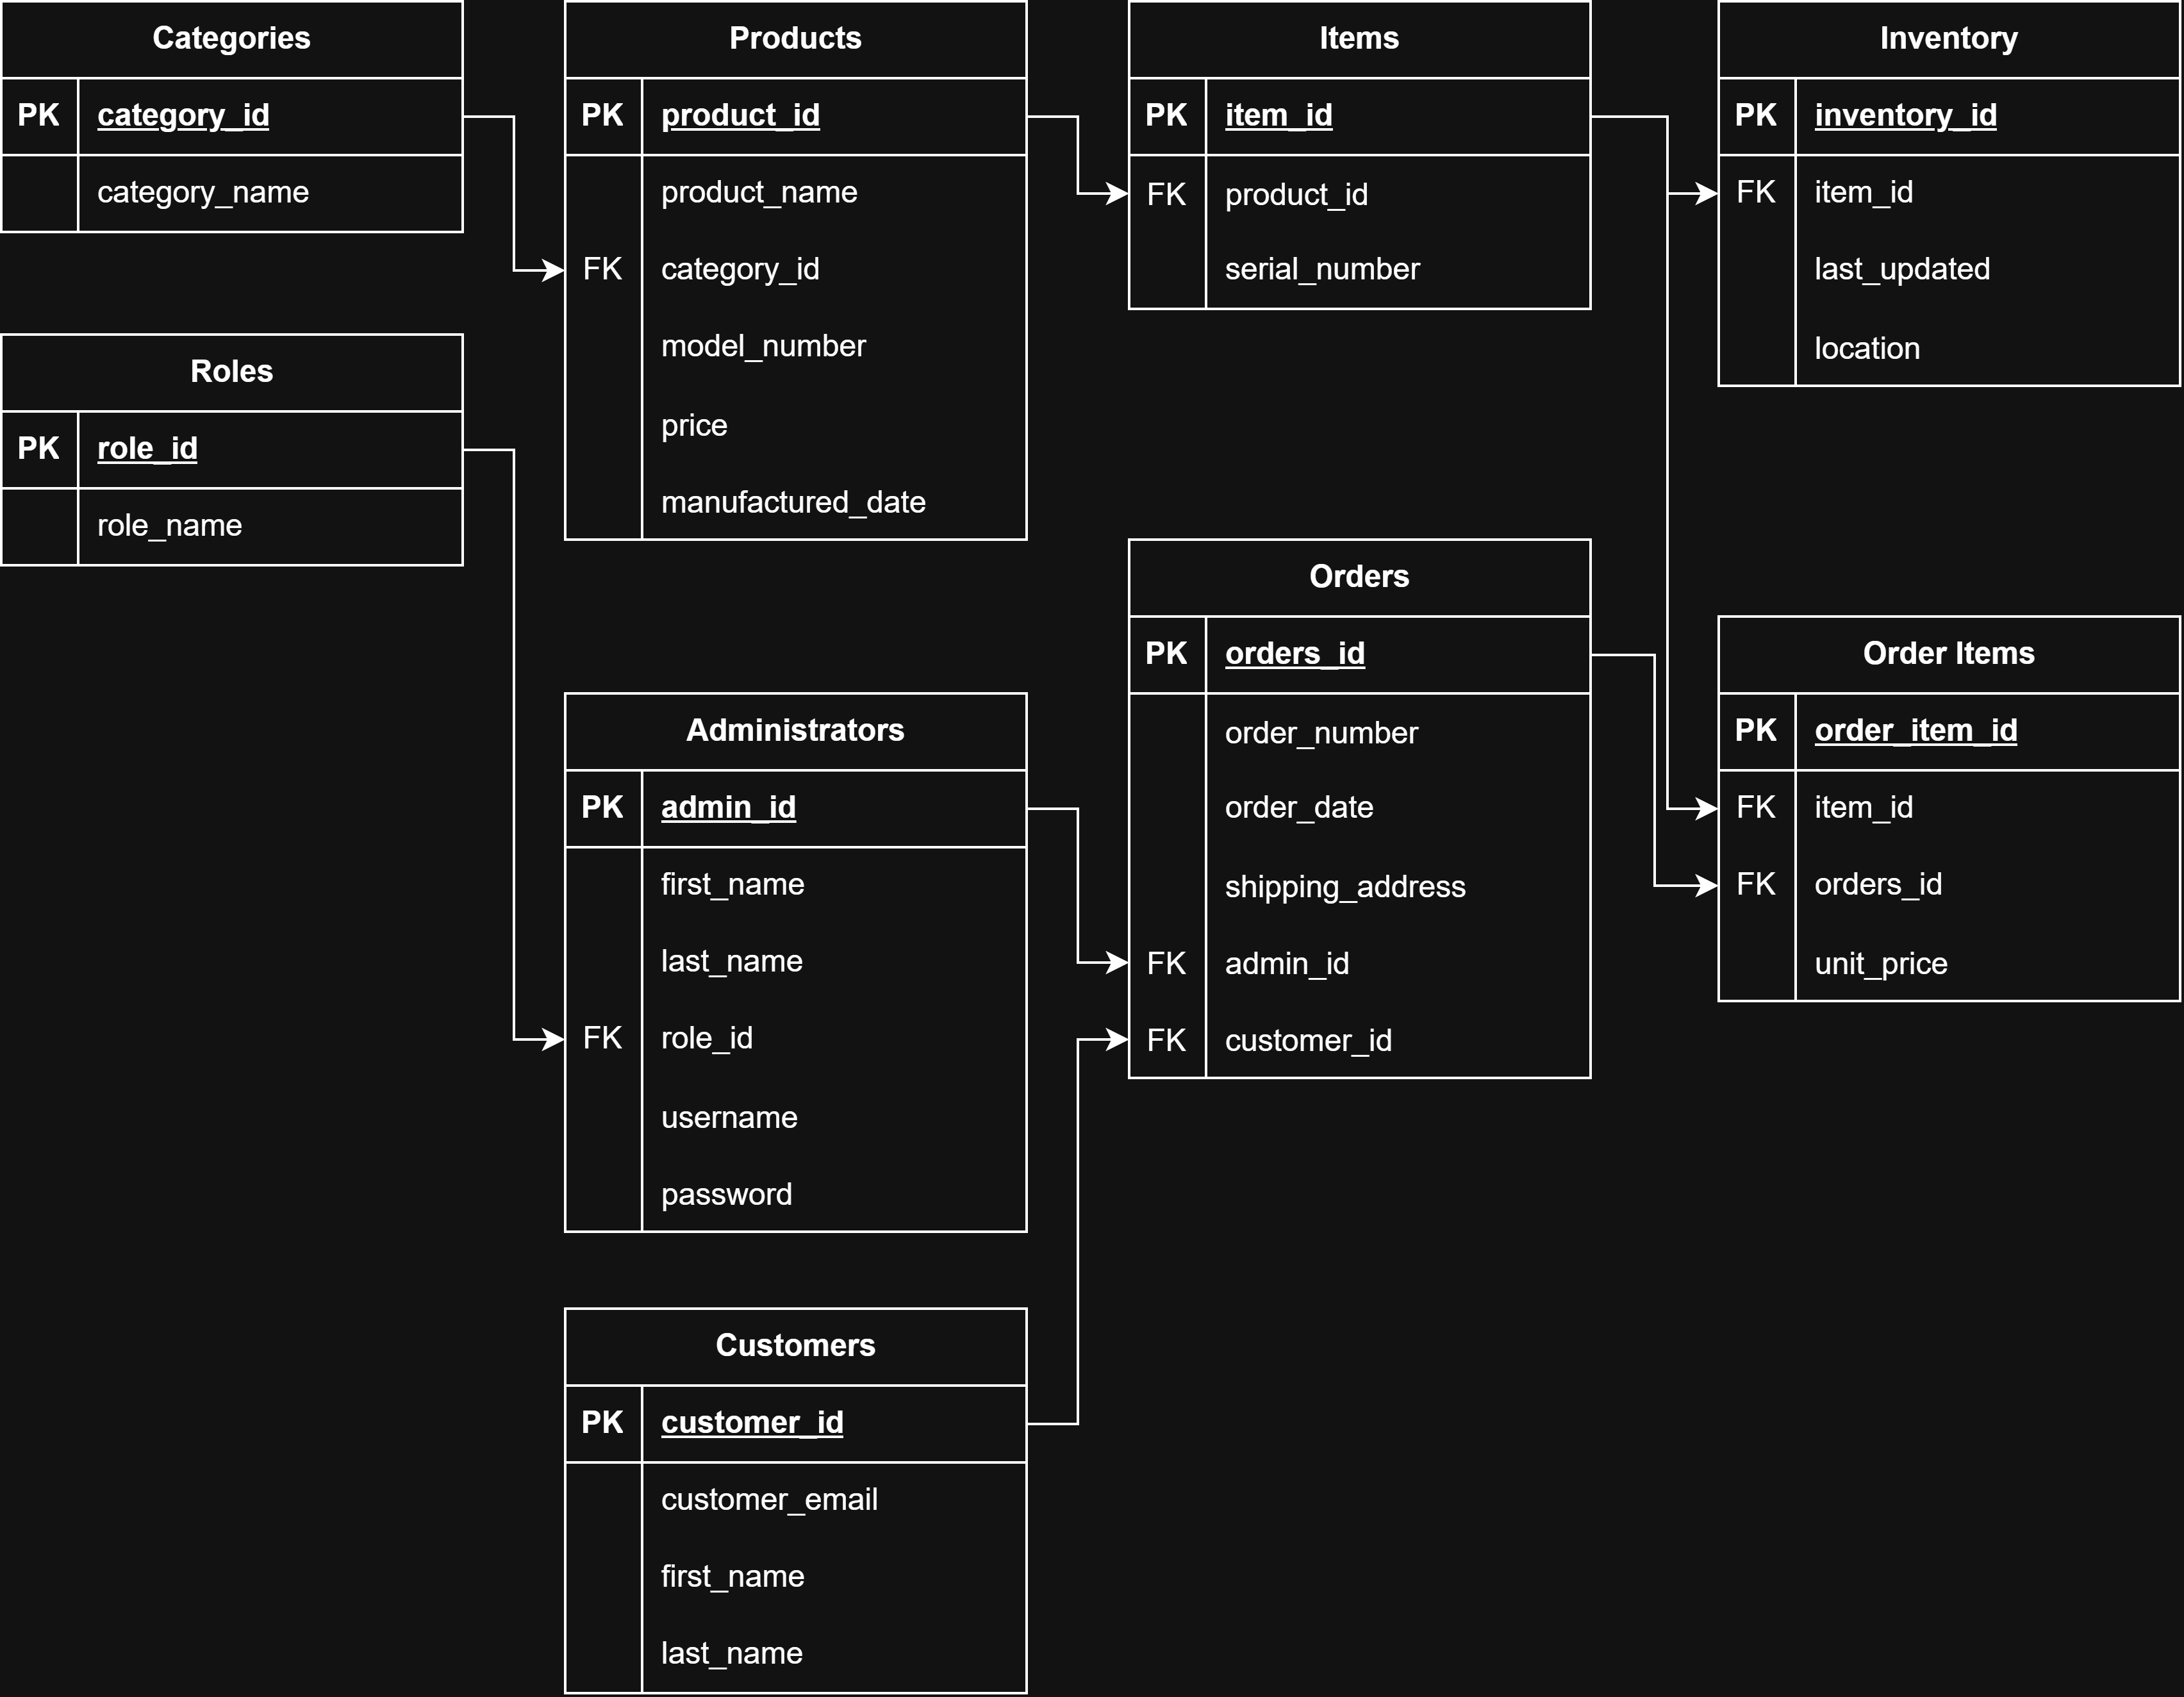 Categories
PK category_id
category_name
Products
PK product_id
product_name
FK category_id
model_number
price
manufactured_date
Items
PK item_id
FK product_id
serial_number
Inventory
PK inventory_id
FK item_id
last_updated
location
Roles
PK role_id
role_name
Administrators
PK admin_id
first_name
last_name
FK role_id
username
password
Orders
PK orders_id
order_number
order_date
shipping_address
FK admin_id
FK customer_id
Order Items
PK order_item_id
FK item_id
FK orders_id
unit_price
Customers
PK customer_id
customer_email
first_name
last_name